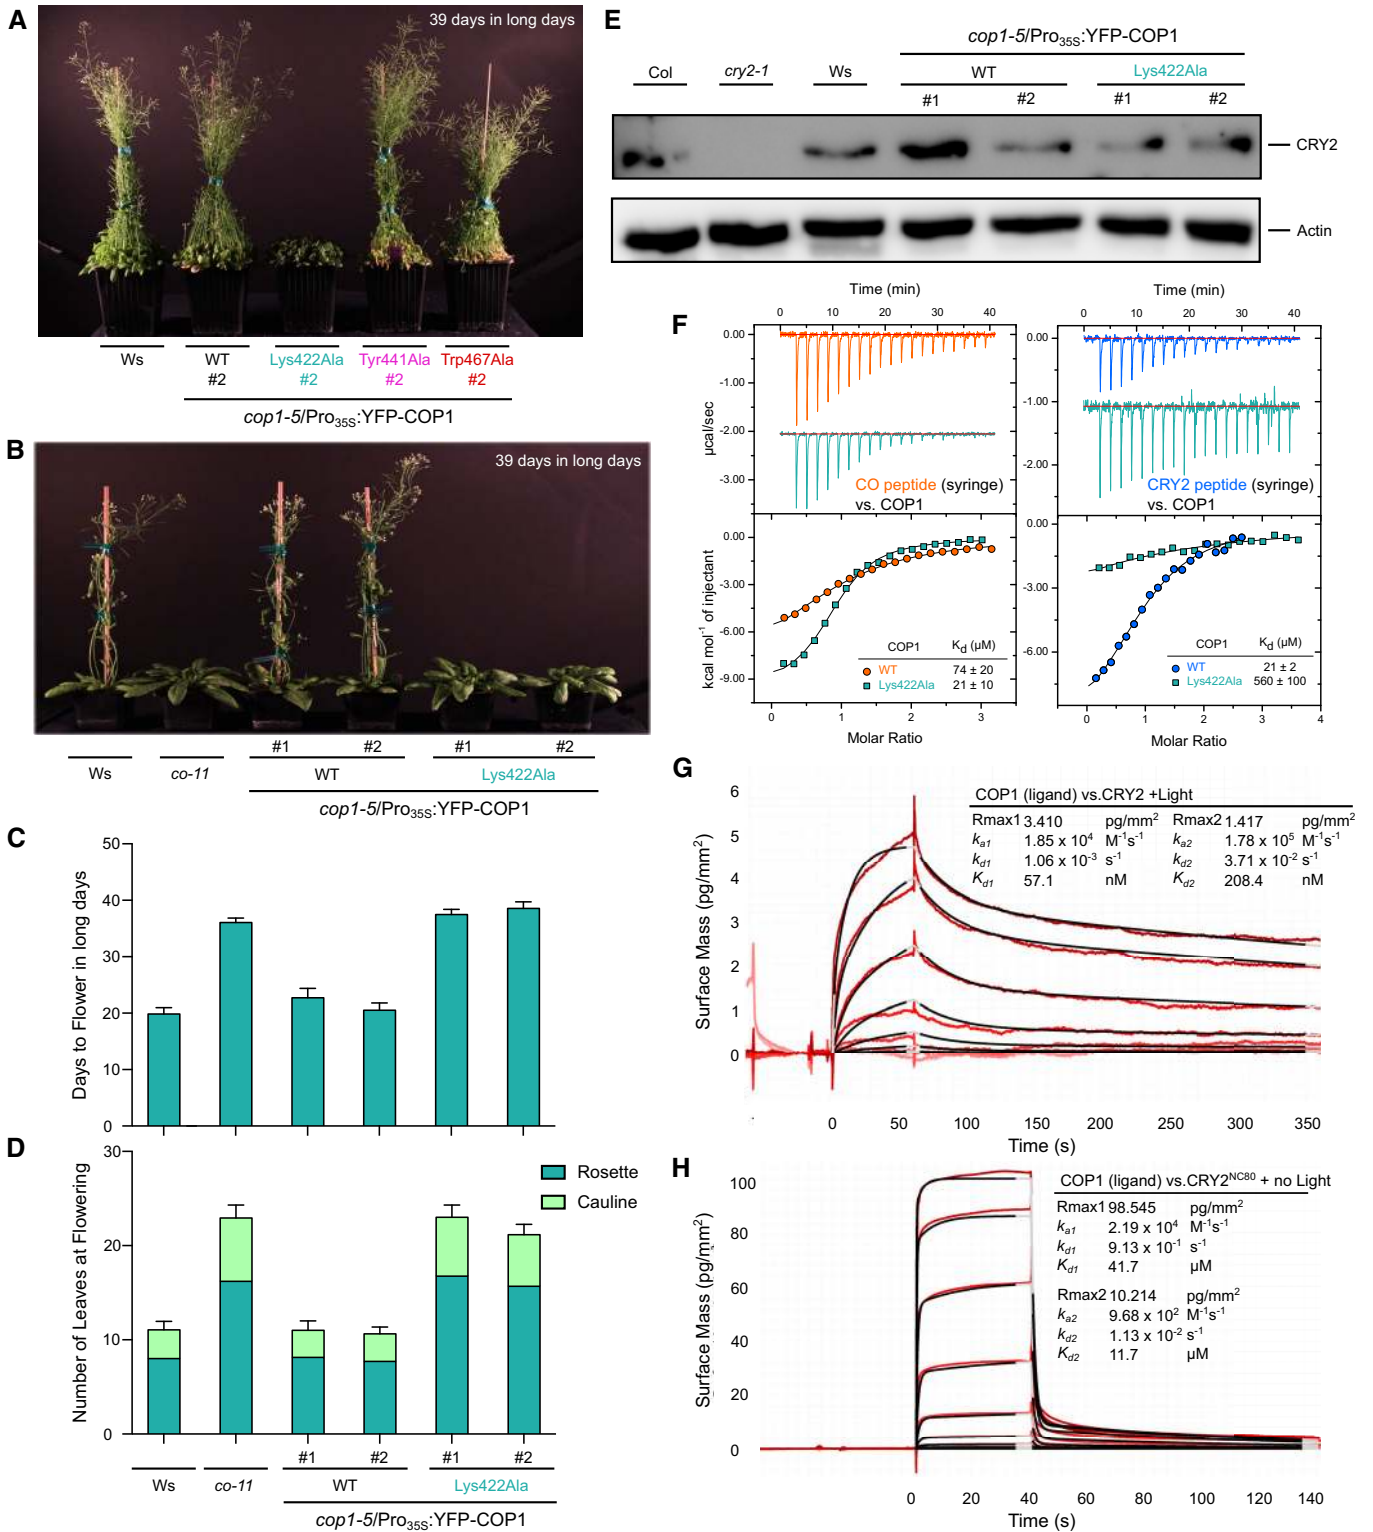 A
39 days in long days
Ws
WT
#2
Lys422Ala
#2
Tyr441Ala
#2
Trp467Ala
#2
cop1-5/Pro35S:YFP-COP1
B
39 days in long days
#1
#2
#1
#2
Ws
co-11
WT
Lys422Ala
cop1-5/Pro35S:YFP-COP1
C
Days to Flower in long days
50
40
30
20
10
0
D
Number of Leaves at Flowering
30
20
10
0
Rosette
Cauline
#1
#2
#1
#2
Ws
co-11
WT
Lys422Ala
cop1-5/Pro35S:YFP-COP1
E
cop1-5/Pro35S:YFP-COP1
Col
cry2-1
Ws
WT
Lys422Ala
#1
#2
#1
#2
CRY2
Actin
F
Time (min)
0 10 20 30 40
0.00
-1.00
-2.00
-3.00
µcal/sec
CO peptide (syringe)
vs. COP1
0.00
-3.00
-6.00
-9.00
kcal mol-1 of injectant
COP1 Kd (µM)
WT 74 ± 20
Lys422Ala 21 ± 10
0 1 2 3
Molar Ratio
Time (min)
0 10 20 30 40
0.00
-1.00
-2.00
CRY2 peptide (syringe)
vs. COP1
0.00
-3.00
-6.00
COP1 Kd (µM)
WT 21 ± 2
Lys422Ala 560 ± 100
0 1 2 3 4
Molar Ratio
G
Surface Mass (pg/mm²)
6
5
4
3
2
1
0
COP1 (ligand) vs.CRY2 +Light
Rmax1 3.410 pg/mm² Rmax2 1.417 pg/mm²
ka1 1.85 x 10⁴ M⁻¹s⁻¹ ka2 1.78 x 10⁵ M⁻¹s⁻¹
kd1 1.06 x 10⁻³ s⁻¹ kd2 3.71 x 10⁻² s⁻¹
Kd1 57.1 nM Kd2 208.4 nM
0 50 100 150 200 250 300 350
Time (s)
H
Surface Mass (pg/mm²)
100
80
60
40
20
0
COP1 (ligand) vs.CRY2NC80 + no Light
Rmax1 98.545 pg/mm²
ka1 2.19 x 10⁴ M⁻¹s⁻¹
kd1 9.13 x 10⁻¹ s⁻¹
Kd1 41.7 µM
Rmax2 10.214 pg/mm²
ka2 9.68 x 10² M⁻¹s⁻¹
kd2 1.13 x 10⁻² s⁻¹
Kd2 11.7 µM
0 20 40 60 80 100 120 140
Time (s)